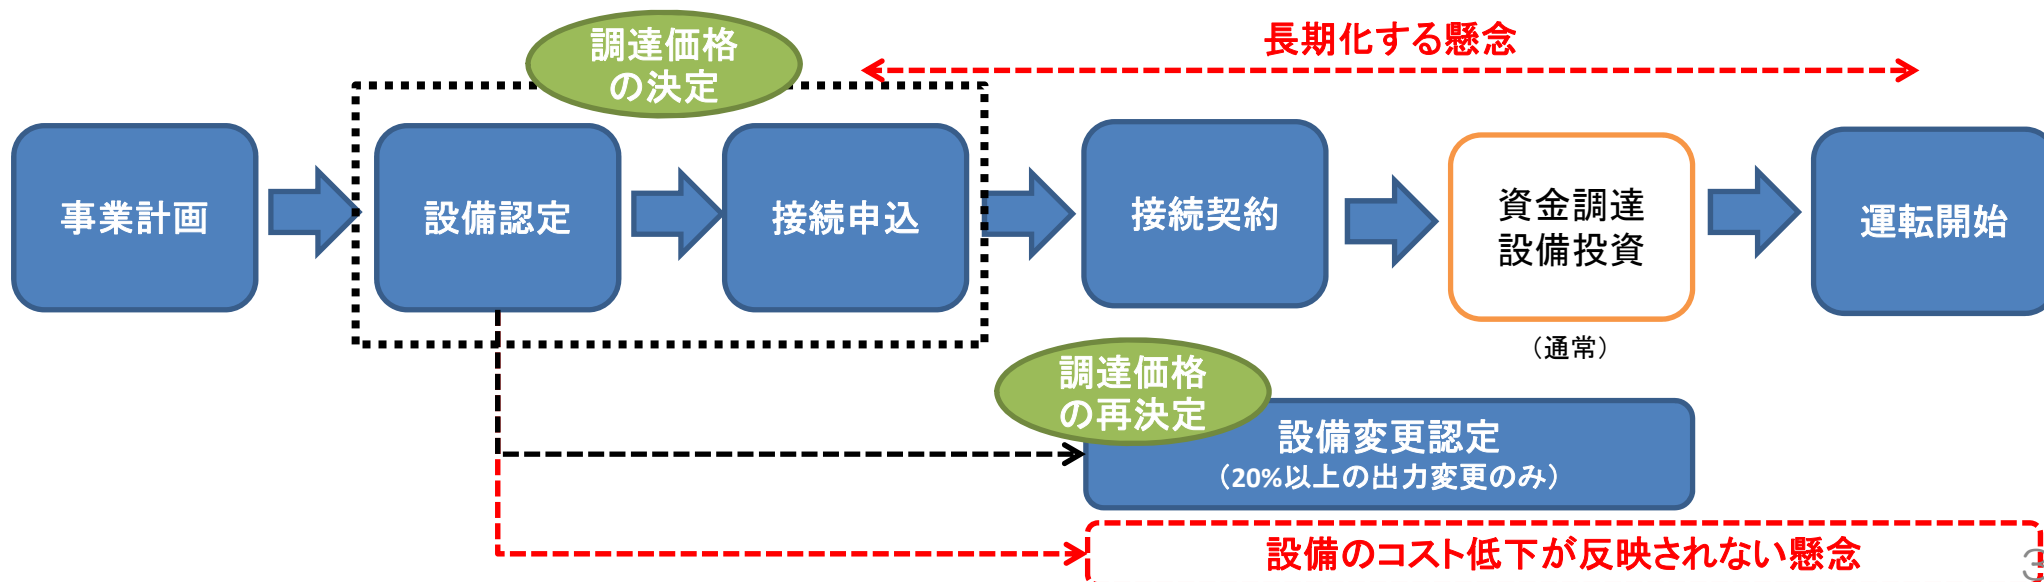 調達価格
の決定
長期化する懸念
事業計画
設備認定
接続申込
接続契約
資金調達
設備投資
(通常)
運転開始
調達価格
の再決定
設備変更認定
(20%以上の出力変更のみ)
設備のコスト低下が反映されない懸念
3